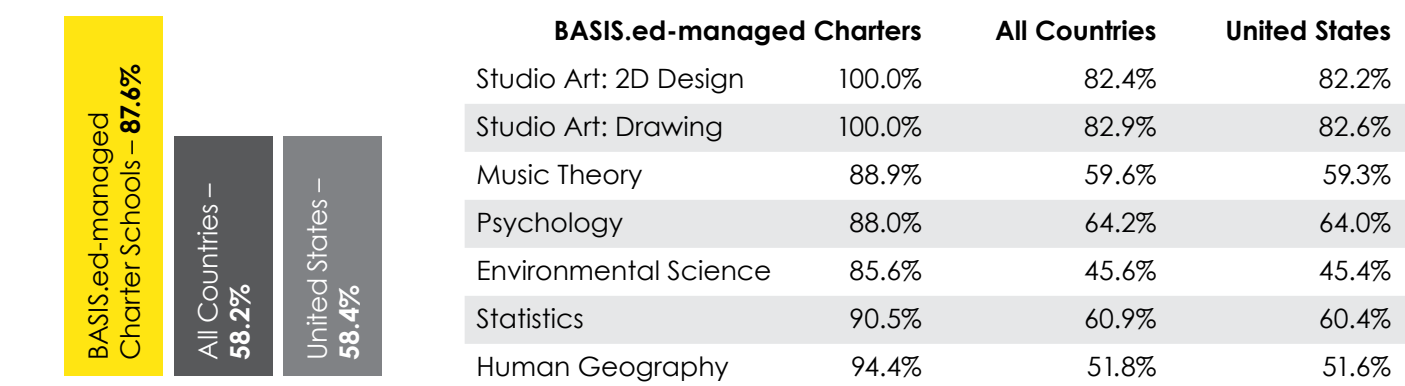 BASIS.ed-managed
Charter Schools – 87.6%
All Countries –
58.2%
United States –
58.4%
BASIS.ed-managed Charters All Countries United States
Studio Art: 2D Design 100.0% 82.4% 82.2%
Studio Art: Drawing 100.0% 82.9% 82.6%
Music Theory 88.9% 59.6% 59.3%
Psychology 88.0% 64.2% 64.0%
Environmental Science 85.6% 45.6% 45.4%
Statistics 90.5% 60.9% 60.4%
Human Geography 94.4% 51.8% 51.6%